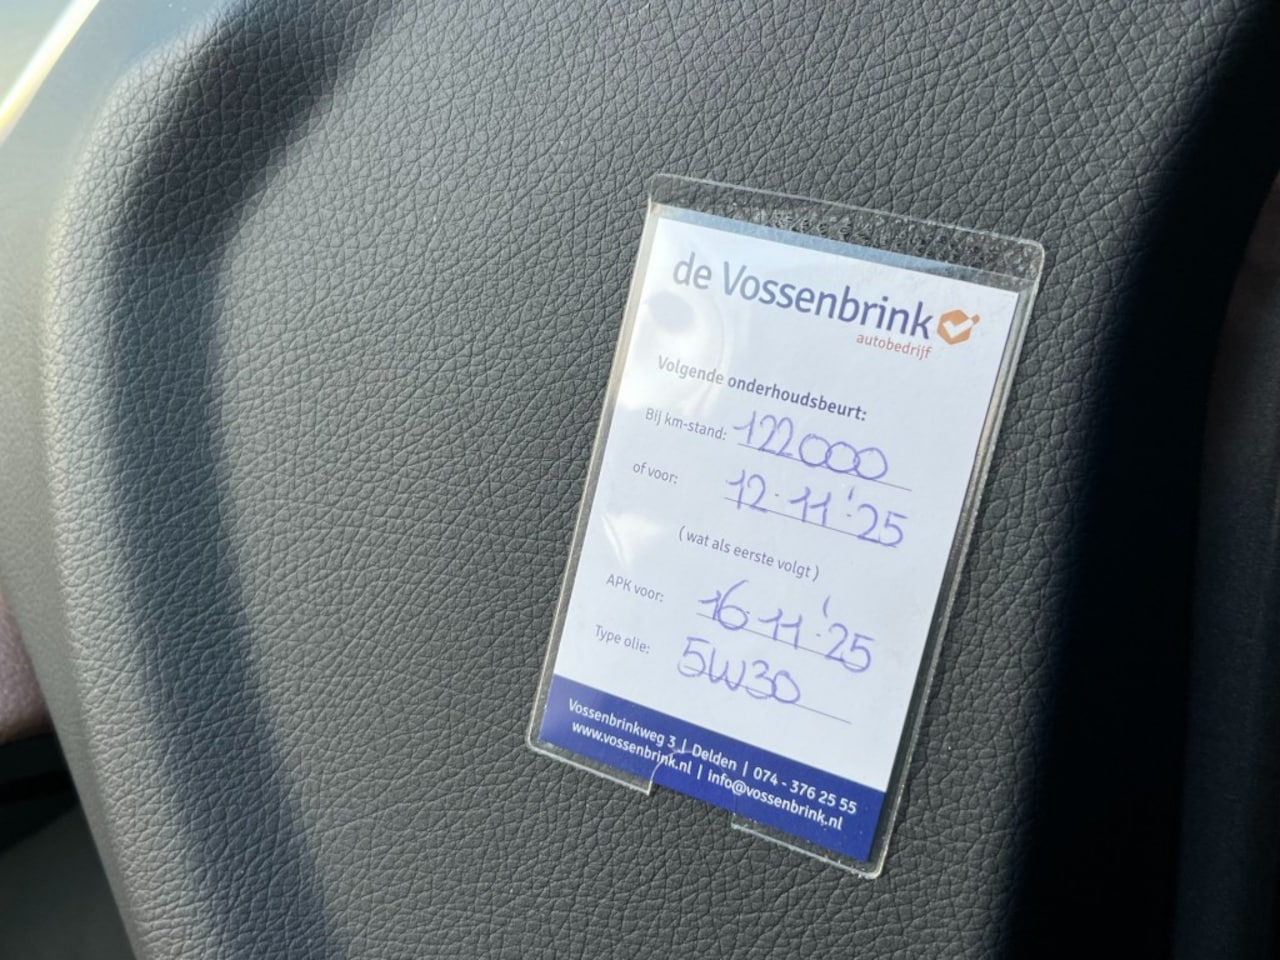 de Vossenbrink
autobedrijf
Volgende onderhoudsbeurt:
Bij km-stand: 122000
of voor: 12·11·'25
(wat als eerste volgt)
APK voor: 16·11·'25
Type olie: 5W30
Vossenbrinkweg 3 | Delden | 074 - 376 25 55
www.vossenbrink.nl | info@vossenbrink.nl